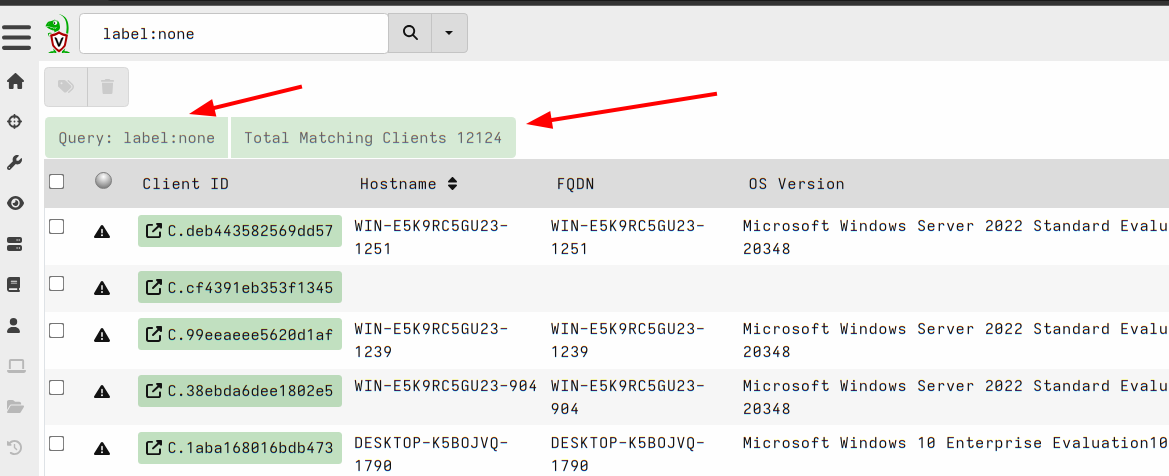 label:none
V
Query: label:none Total Matching Clients 12124
Client ID Hostname FQDN OS Version
C.deb443582569dd57 WIN-E5K9RC5GU23- WIN-E5K9RC5GU23- Microsoft Windows Server 2022 Standard Evalu
1251 1251 20348
C.cf4391eb353f1345
C.99eeaeee5620d1af WIN-E5K9RC5GU23- WIN-E5K9RC5GU23- Microsoft Windows Server 2022 Standard Evalu
1239 1239 20348
C.38ebda6dee1802e5 WIN-E5K9RC5GU23-904 WIN-E5K9RC5GU23- Microsoft Windows Server 2022 Standard Evalu
904 20348
C.1aba168016bdb473 DESKTOP-K5BOJVQ- DESKTOP-K5BOJVQ- Microsoft Windows 10 Enterprise Evaluation10
1790 1790